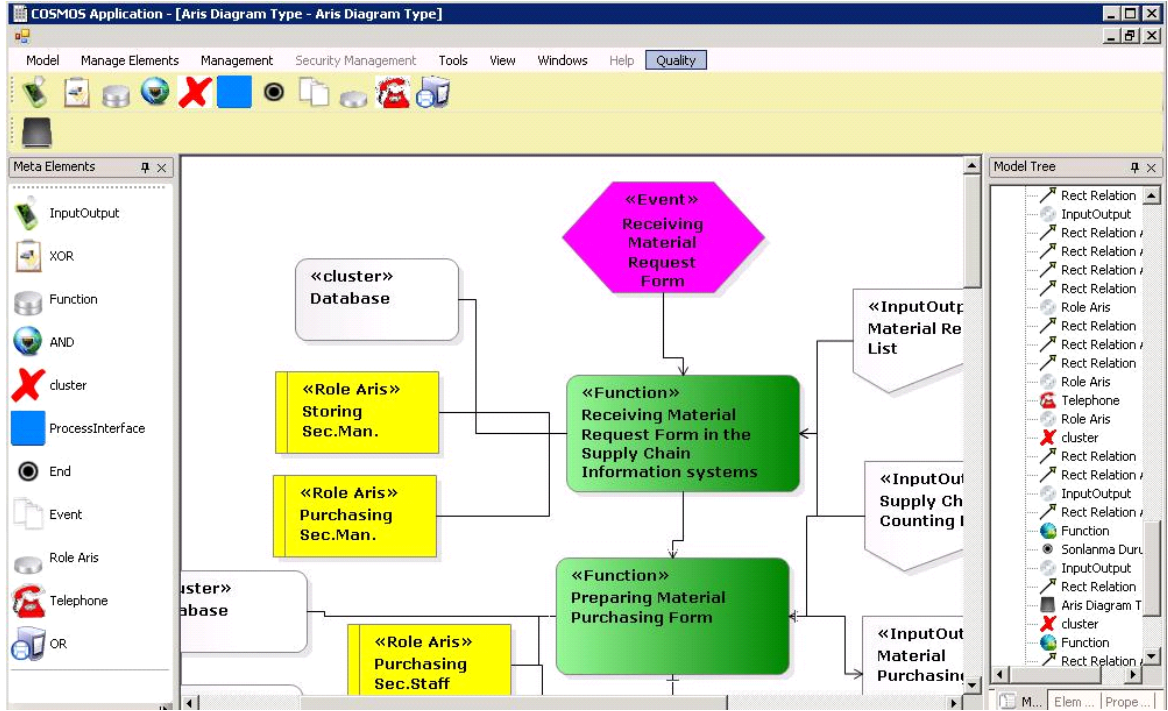 COSMOS Application - [Aris Diagram Type - Aris Diagram Type]
Model Manage Elements Management Security Management Tools View Windows Help Quality
Meta Elements
InputOutput
XOR
Function
AND
cluster
ProcessInterface
End
Event
Role Aris
Telephone
OR
«Event»
Receiving
Material
Request
Form
«cluster»
Database
«InputOutp
Material Re
List
«Role Aris»
Storing
Sec.Man.
«Function»
Receiving Material
Request Form in the
Supply Chain
Information systems
«Role Aris»
Purchasing
Sec.Man.
«InputOut
Supply Ch
Counting
uster»
abase
«Function»
Preparing Material
Purchasing Form
«Role Aris»
Purchasing
Sec.Staff
«InputOut
Material
Purchasin
Model Tree
Rect Relation
InputOutput
Rect Relation
Rect Relation
Rect Relation
Rect Relation
Role Aris
Rect Relation
Rect Relation
Rect Relation
Role Aris
Telephone
Role Aris
cluster
Rect Relation
Rect Relation
InputOutput
Rect Relation
Function
Sonlanma Duru
InputOutput
Rect Relation
Aris Diagram T
cluster
Function
Rect Relation
M... Elem ... Prope...